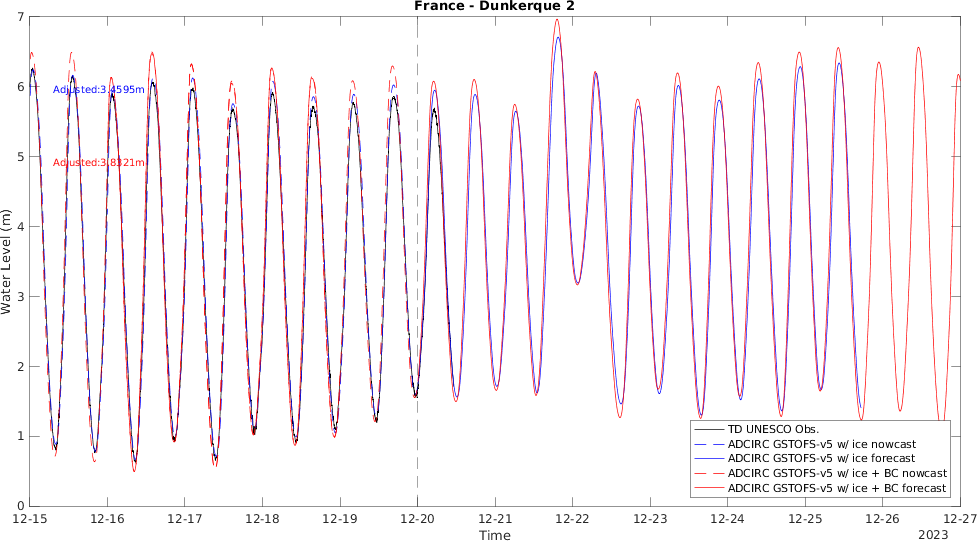 France - Dunkerque 2
7
6
5
4
3
2
1
0
Water Level (m)
Adjusted:3.4595m
Adjusted:3.8321m
TD UNESCO Obs.
ADCIRC GSTOFS-v5 w/ ice nowcast
ADCIRC GSTOFS-v5 w/ ice forecast
ADCIRC GSTOFS-v5 w/ ice + BC nowcast
ADCIRC GSTOFS-v5 w/ ice + BC forecast
12-15 12-16 12-17 12-18 12-19 12-20 12-21 12-22 12-23 12-24 12-25 12-26 12-27
Time
2023